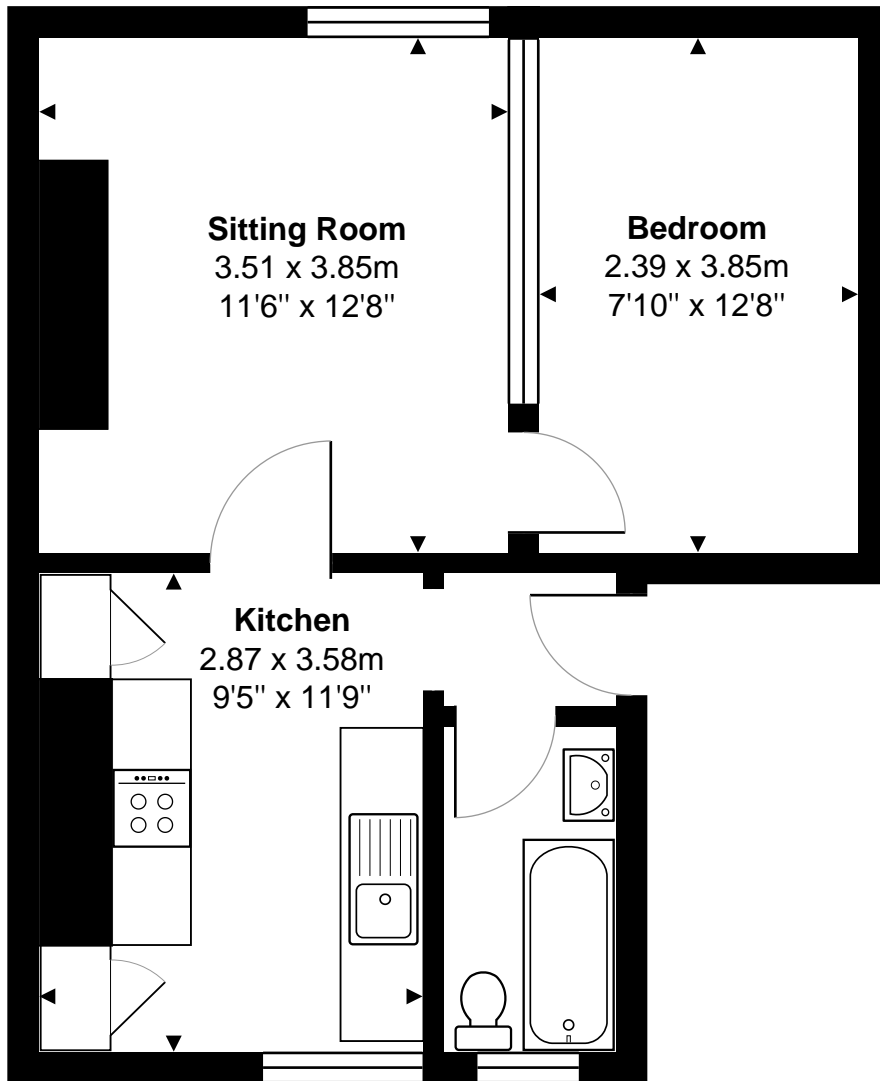 Sitting Room
3.51 x 3.85m
11'6" x 12'8"
Bedroom
2.39 x 3.85m
7'10" x 12'8"
Kitchen
2.87 x 3.58m
9'5" x 11'9"